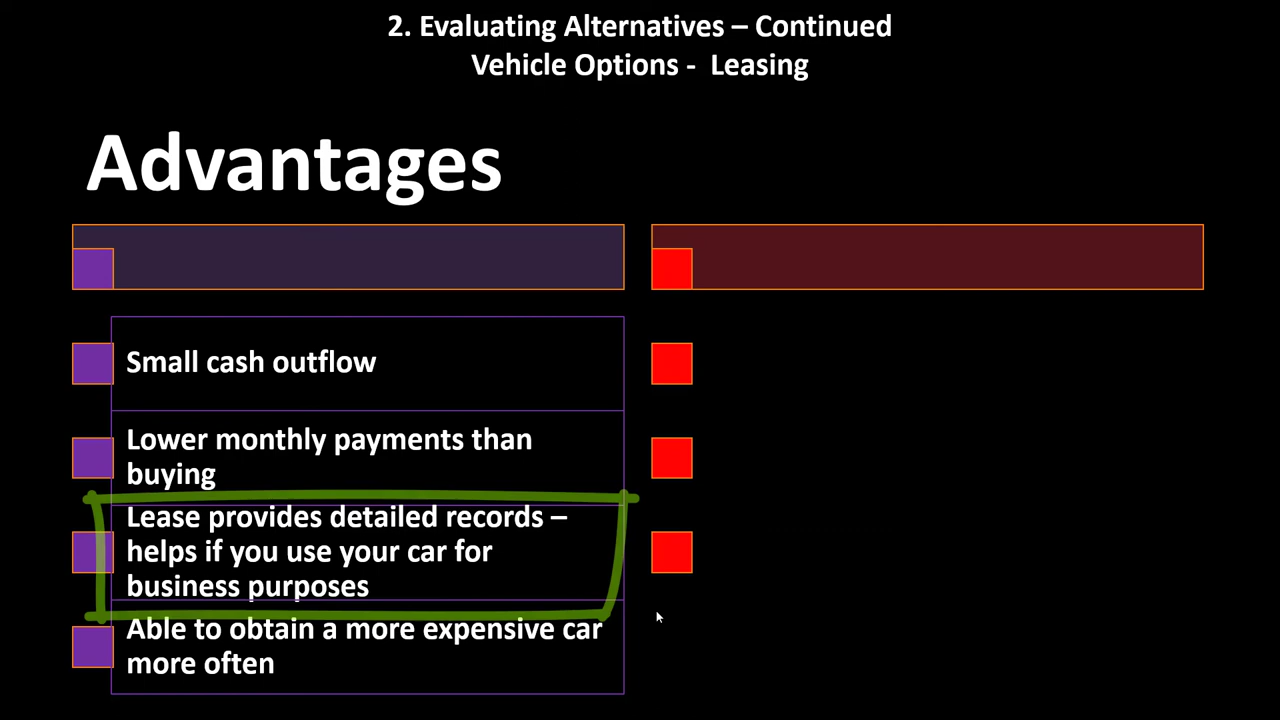 2. Evaluating Alternatives – Continued
Vehicle Options -  Leasing
Advantages
Small cash outflow
Lower monthly payments than
buying
Lease provides detailed records –
helps if you use your car for
business purposes
Able to obtain a more expensive car
more often